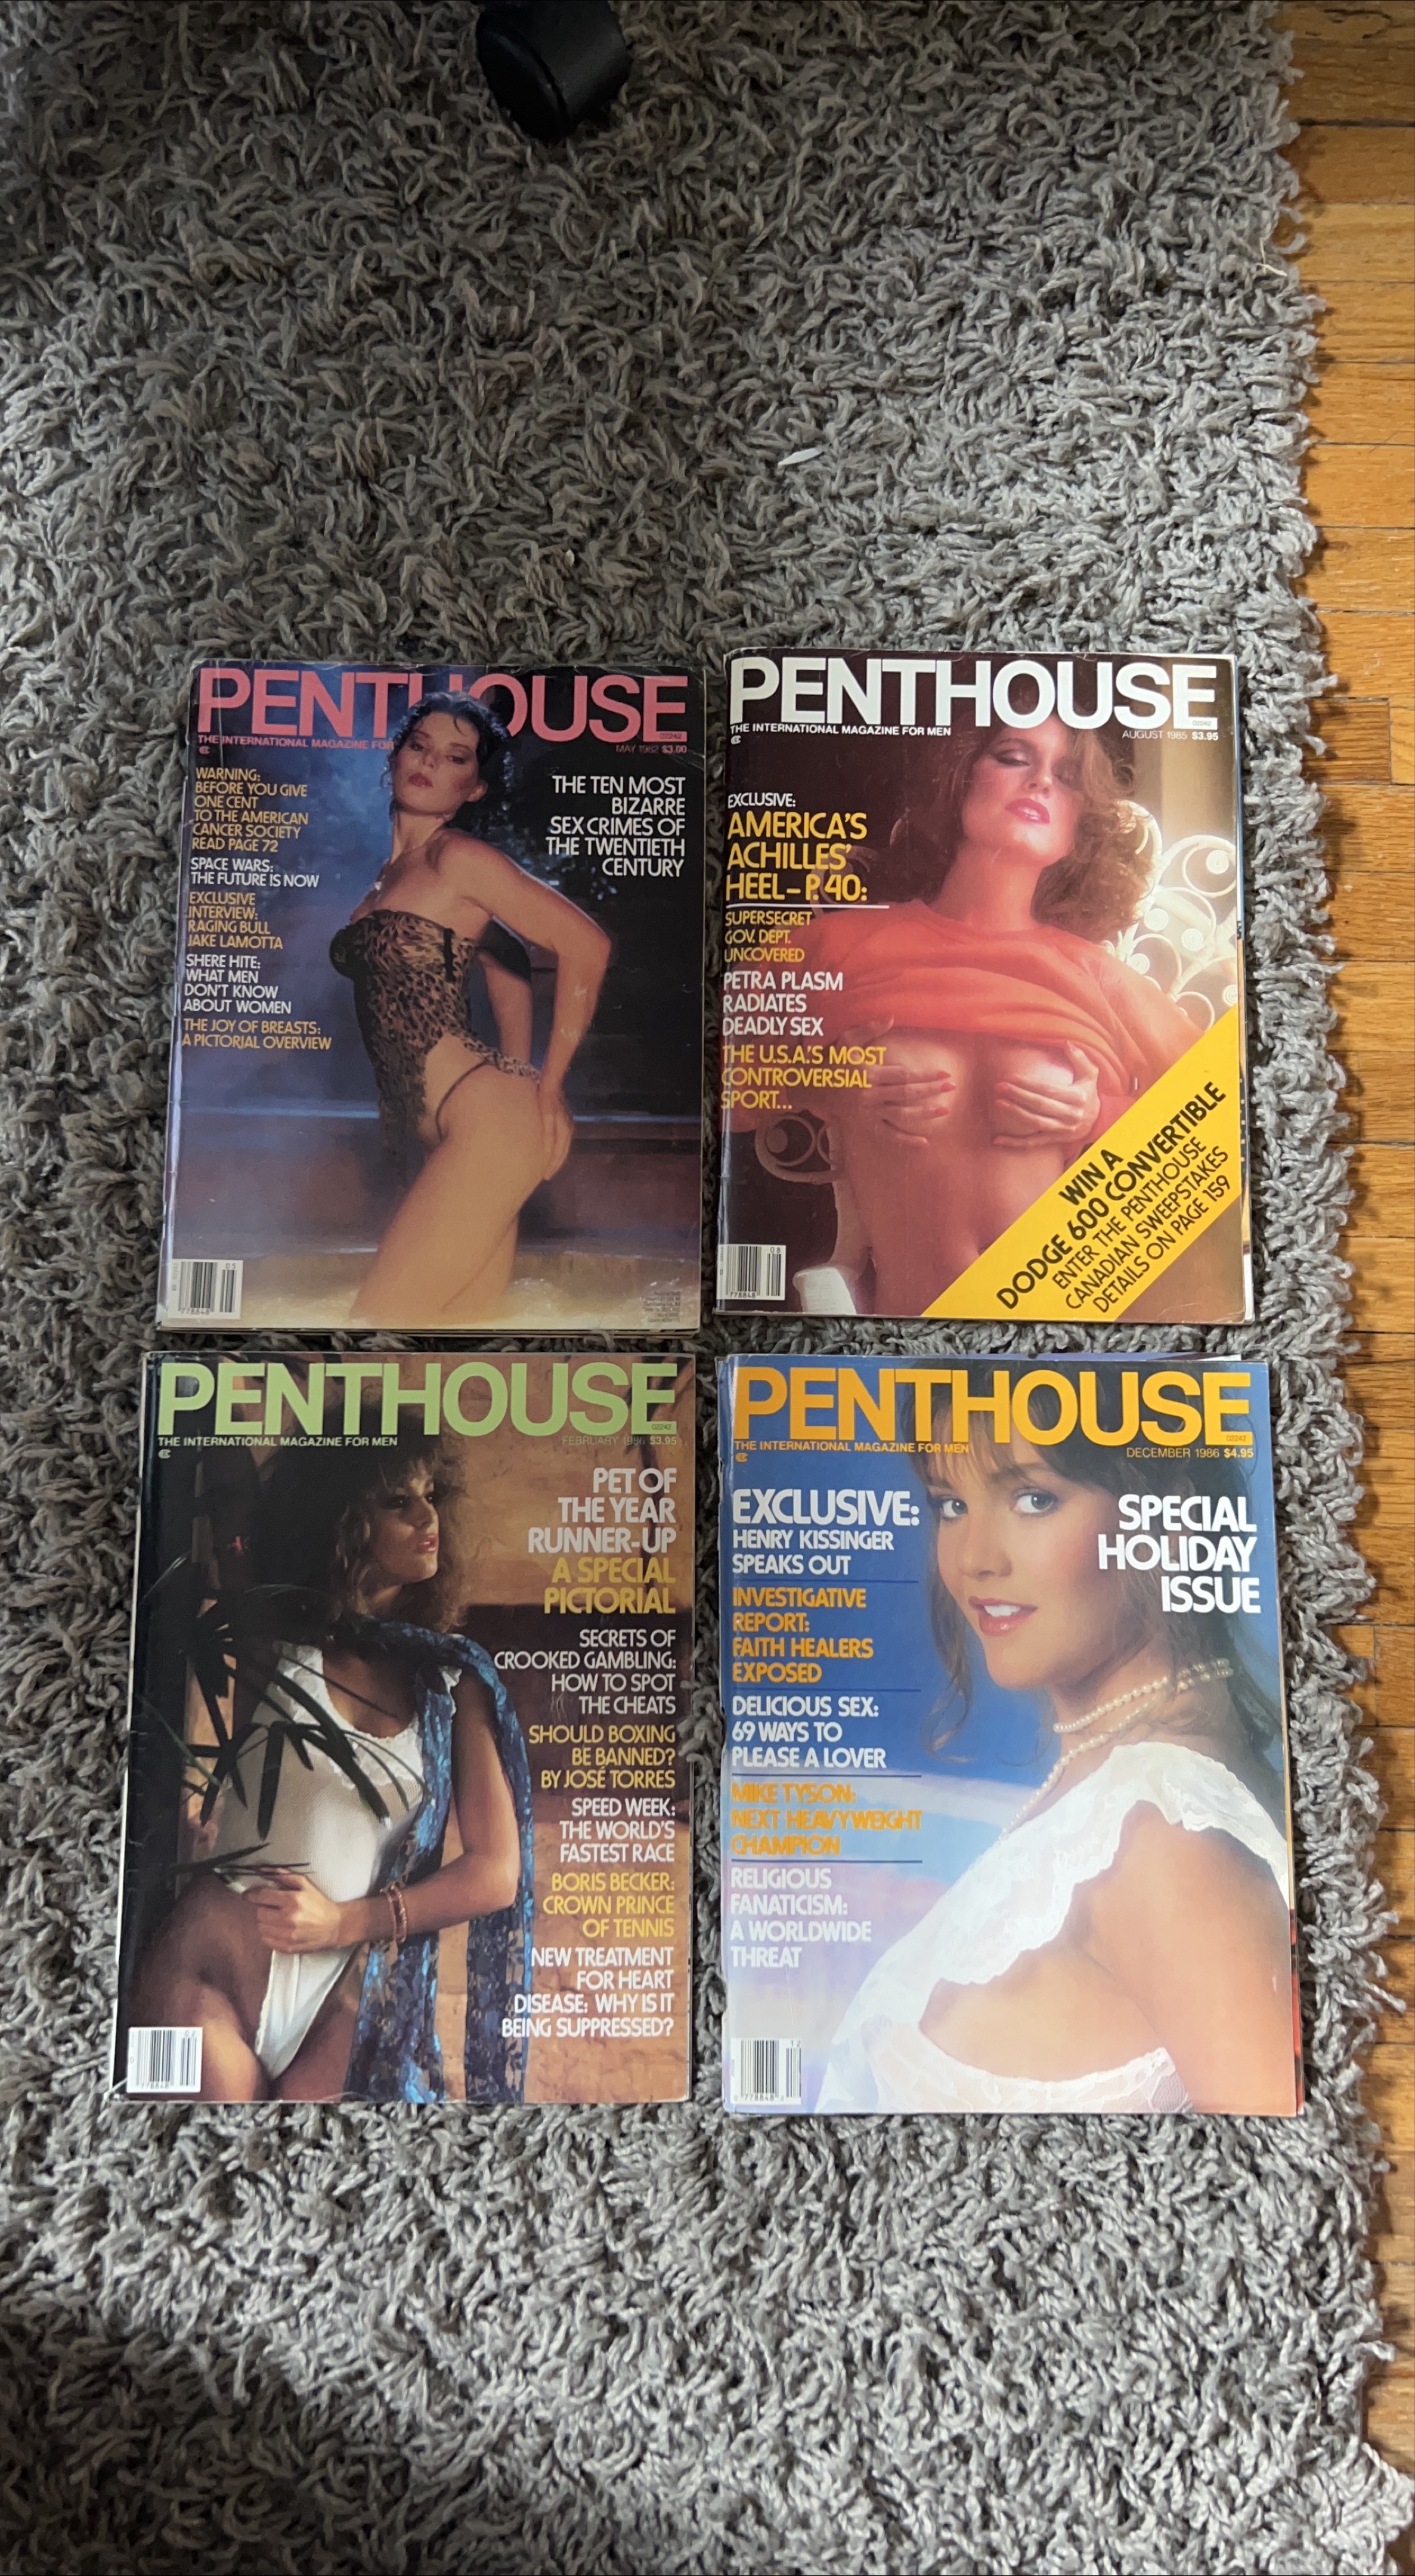 PENTHOUSE
THE INTERNATIONAL MAGAZINE FOR
MAY 1982 $3.00
WARNING:
BEFORE YOU GIVE
ONE CENT
TO THE AMERICAN
CANCER SOCIETY
READ PAGE 72
SPACE WARS:
THE FUTURE IS NOW
EXCLUSIVE
INTERVIEW:
RAGING BULL
JAKE LAMOTTA
SHERE HITE:
WHAT MEN
DON'T KNOW
ABOUT WOMEN
THE JOY OF BREASTS:
A PICTORIAL OVERVIEW
THE TEN MOST
BIZARRE
SEX CRIMES OF
THE TWENTIETH
CENTURY
05
PENTHOUSE
02242
THE INTERNATIONAL MAGAZINE FOR MEN
AUGUST 1985 $3.95
EXCLUSIVE:
AMERICA'S
ACHILLES'
HEEL-P. 40:
SUPERSECRET
GOV. DEPT.
UNCOVERED
PETRA PLASM
RADIATES
DEADLY SEX
THE U.S.A.'S MOST
CONTROVERSIAL
SPORT...
WIN A
DODGE 600 CONVERTIBLE
ENTER THE PENTHOUSE
CANADIAN SWEEPSTAKES
DETAILS ON PAGE 159
08
PENTHOUSE
02242
THE INTERNATIONAL MAGAZINE FOR MEN
FEBRUARY 1986 $3.95
PET OF
THE YEAR
RUNNER-UP
A SPECIAL
PICTORIAL
SECRETS OF
CROOKED GAMBLING:
HOW TO SPOT
THE CHEATS
SHOULD BOXING
BE BANNED?
BY JOSÉ TORRES
SPEED WEEK:
THE WORLD'S
FASTEST RACE
BORIS BECKER:
CROWN PRINCE
OF TENNIS
NEW TREATMENT
FOR HEART
DISEASE: WHY IS IT
BEING SUPPRESSED?
02
PENTHOUSE
02242
THE INTERNATIONAL MAGAZINE FOR MEN
DECEMBER 1986 $4.95
EXCLUSIVE:
HENRY KISSINGER
SPEAKS OUT
INVESTIGATIVE
REPORT:
FAITH HEALERS
EXPOSED
DELICIOUS SEX:
69 WAYS TO
PLEASE A LOVER
MIKE TYSON:
NEXT HEAVYWEIGHT
CHAMPION
RELIGIOUS
FANATICISM:
A WORLDWIDE
THREAT
SPECIAL
HOLIDAY
ISSUE
12